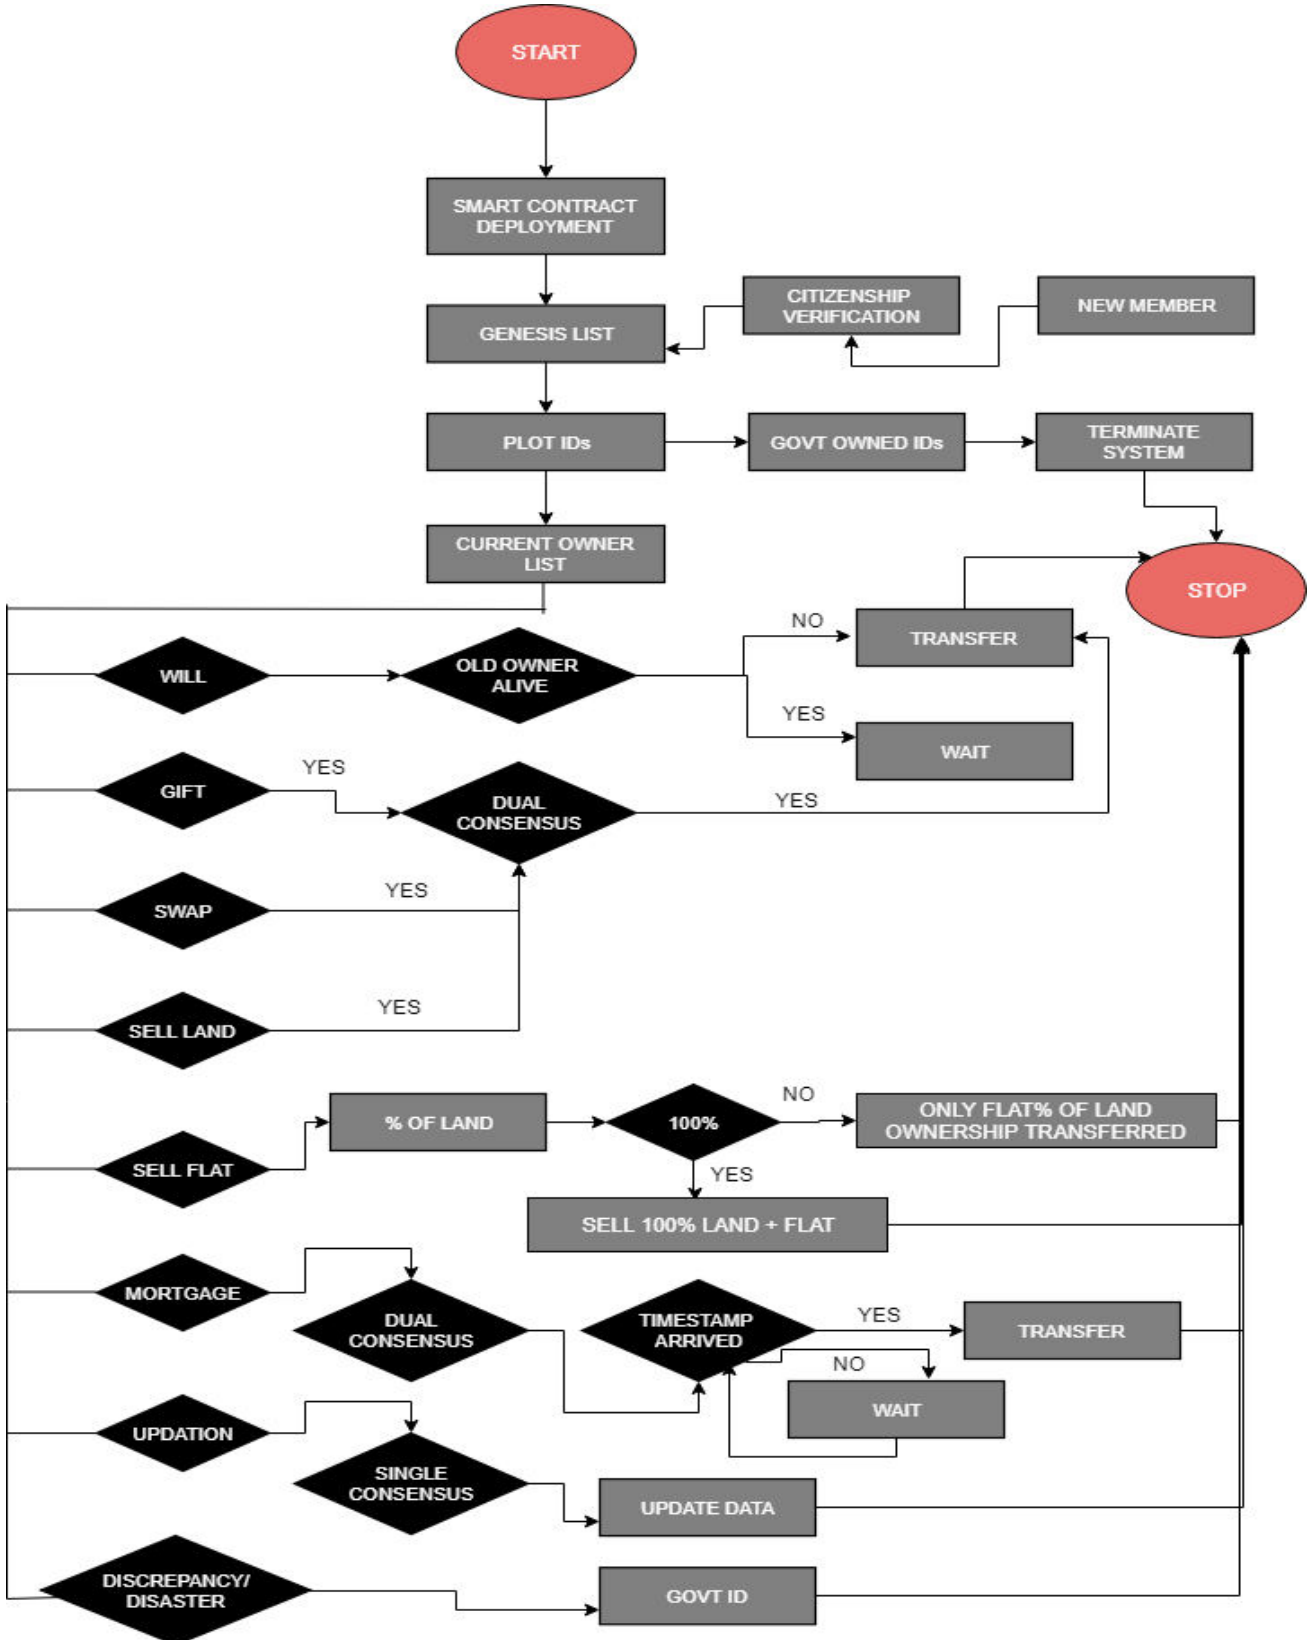 START
SMART CONTRACT
DEPLOYMENT
GENESIS LIST
CITIZENSHIP
VERIFICATION
NEW MEMBER
PLOT IDs
GOVT OWNED IDs
TERMINATE
SYSTEM
CURRENT OWNER
LIST
STOP
WILL
OLD OWNER
ALIVE
NO
TRANSFER
YES
WAIT
GIFT
YES
DUAL
CONSENSUS
YES
SWAP
YES
SELL LAND
YES
SELL FLAT
% OF LAND
100%
NO
ONLY FLAT% OF LAND
OWNERSHIP TRANSFERRED
YES
SELL 100% LAND + FLAT
MORTGAGE
DUAL
CONSENSUS
TIMESTAMP
ARRIVED
YES
TRANSFER
NO
WAIT
UPDATION
SINGLE
CONSENSUS
UPDATE DATA
DISCREPANCY/
DISASTER
GOVT ID